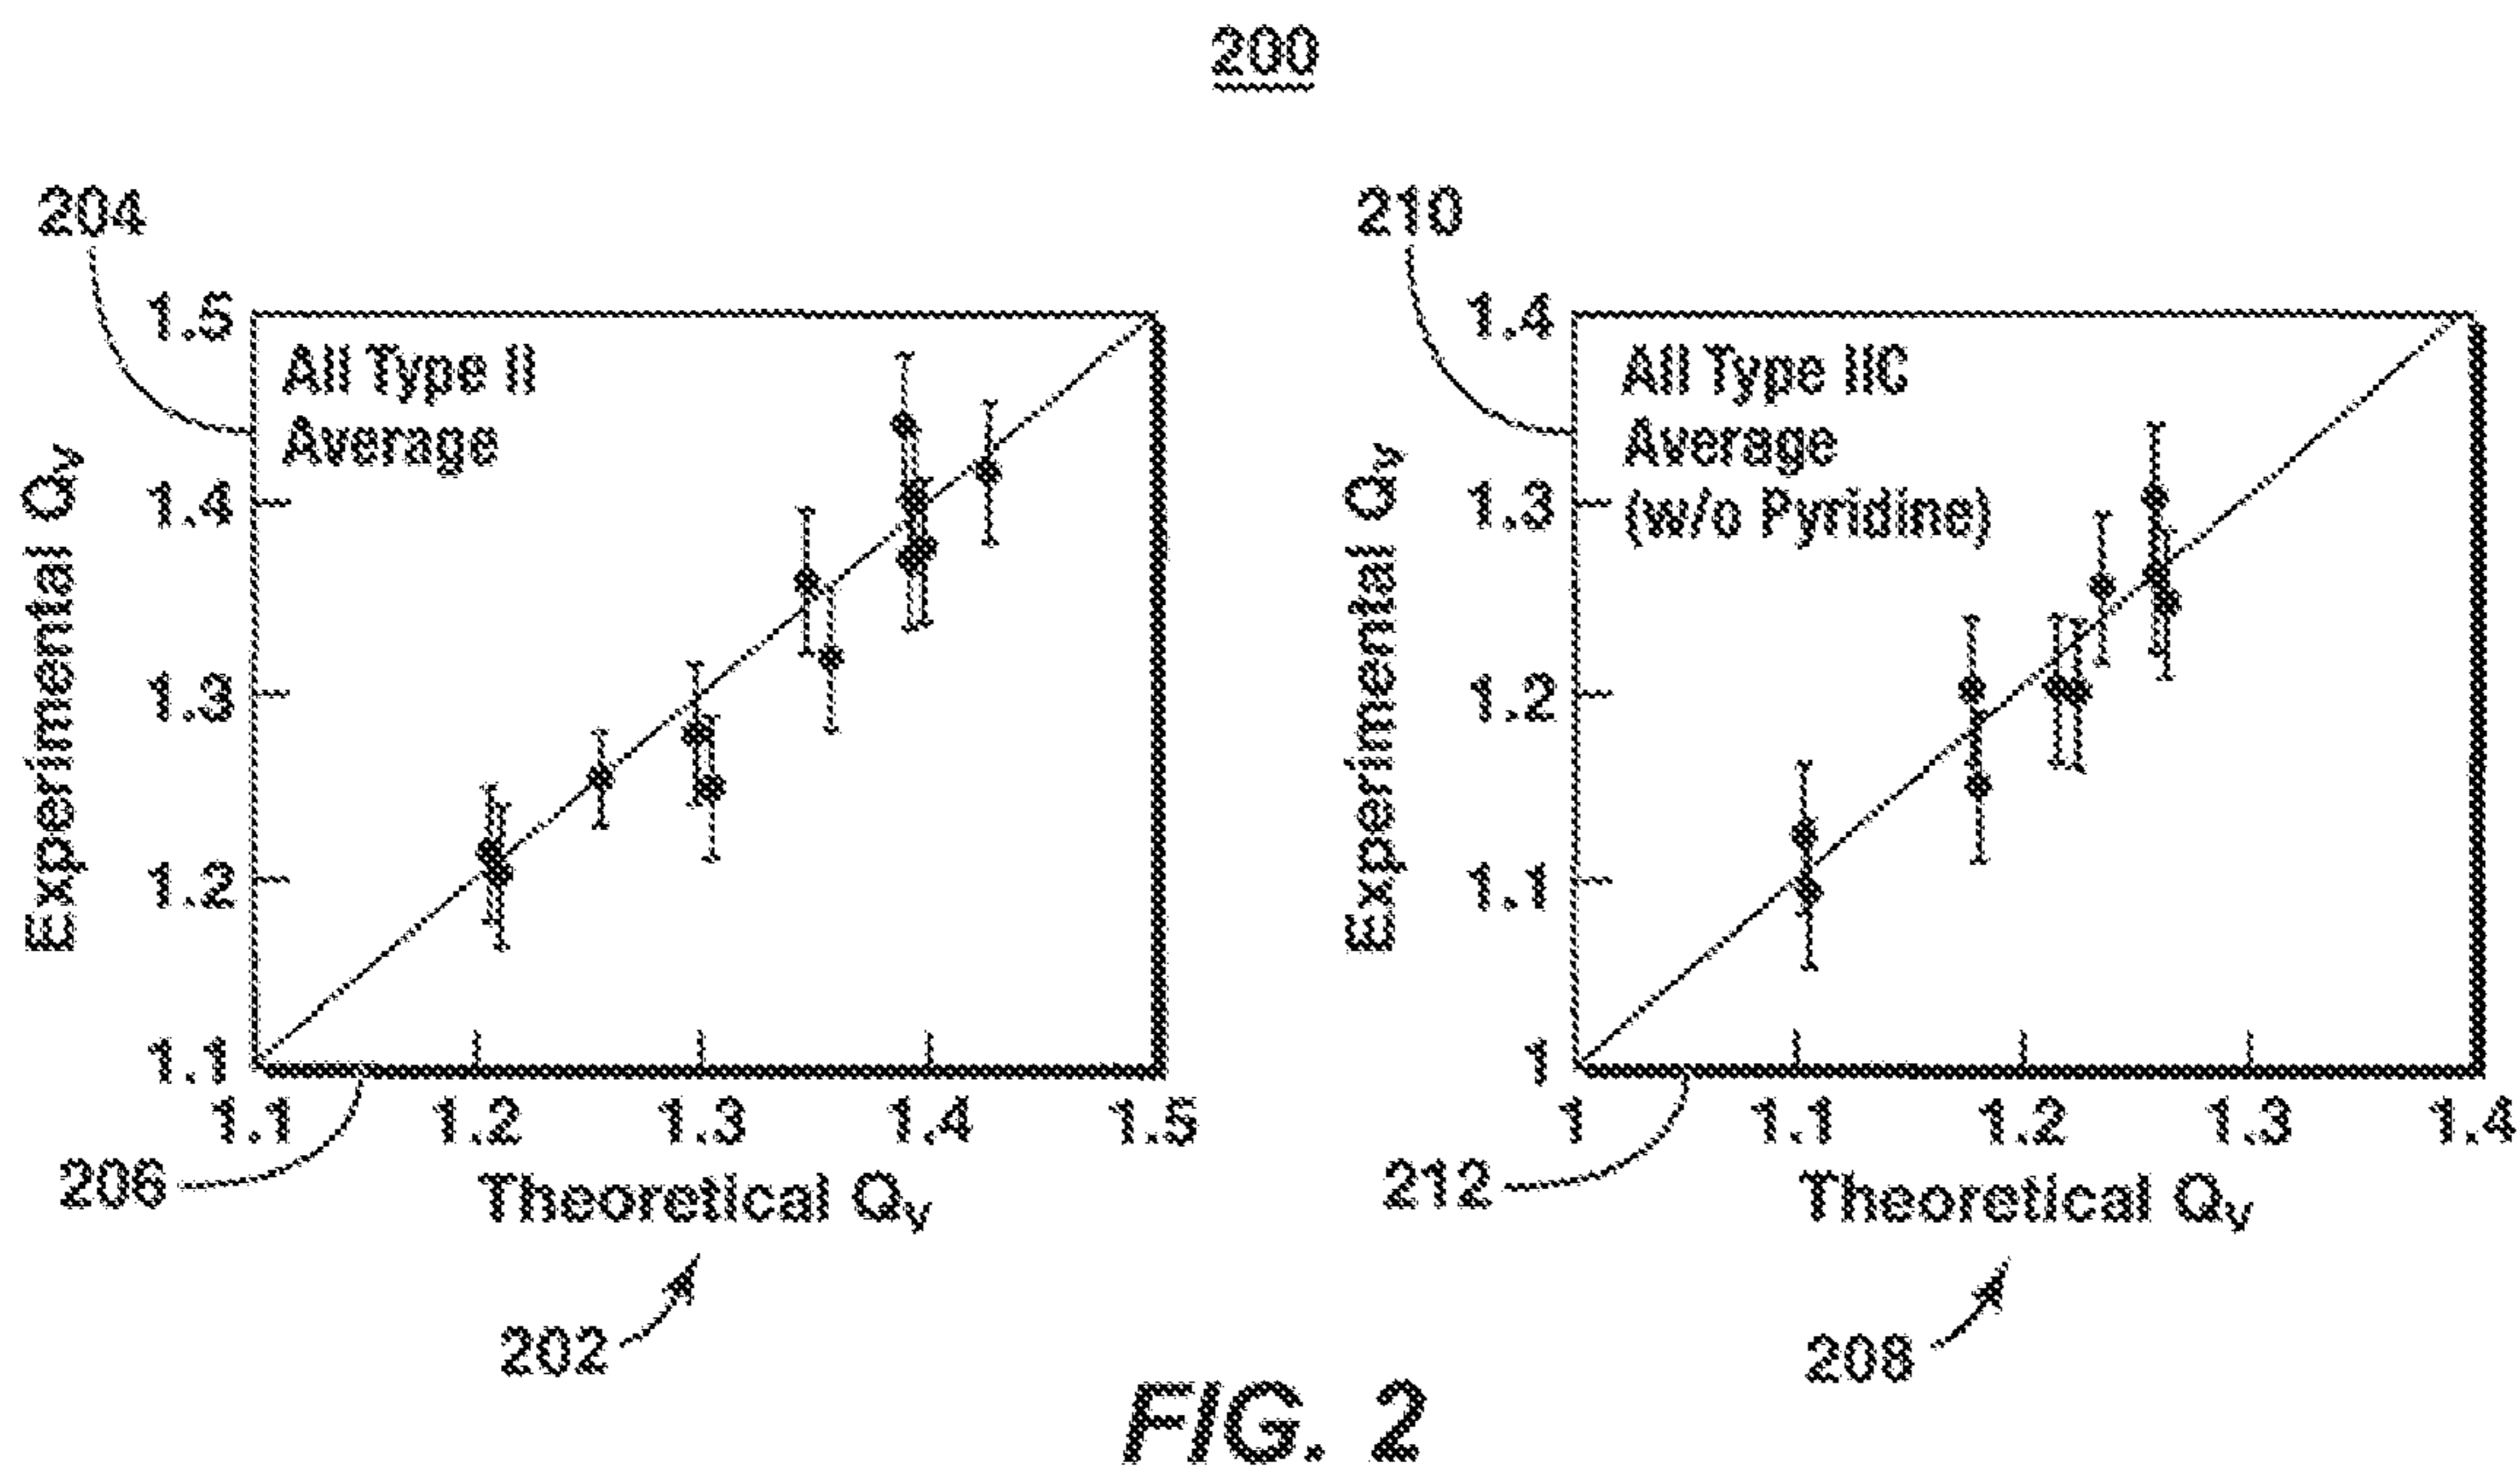 200
204
1.5
1.4
1.3
1.2
1.1
Experimental Qv
All Type II
Average
1.1 1.2 1.3 1.4 1.5
206
Theoretical Qv
202
210
1.4
1.3
1.2
1.1
1
Experimental Qv
All Type IIC
Average
(w/o Pyridine)
1 1.1 1.2 1.3 1.4
212
Theoretical Qv
208
FIG. 2